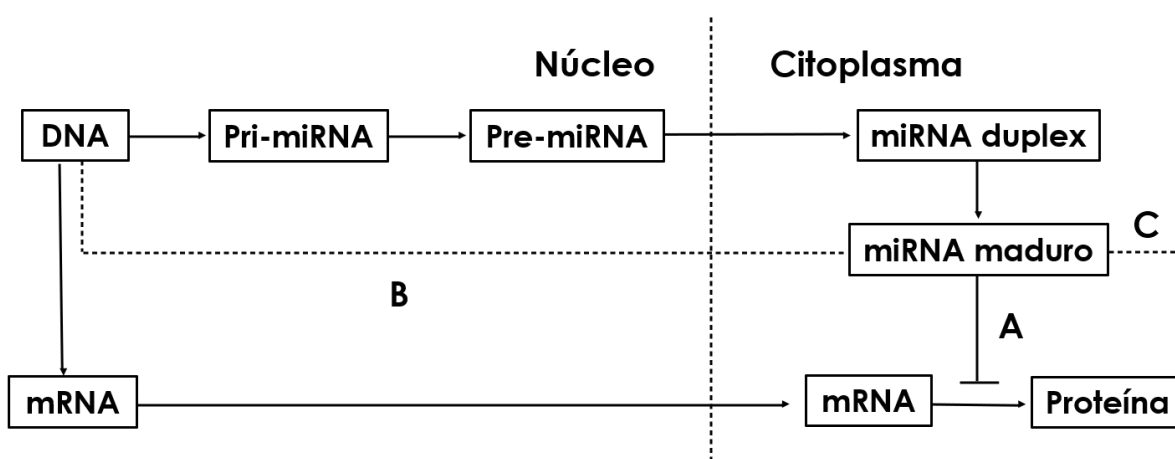 Núcleo
Citoplasma
DNA
Pri-miRNA
Pre-miRNA
miRNA duplex
C
miRNA maduro
B
A
mRNA
mRNA
Proteína